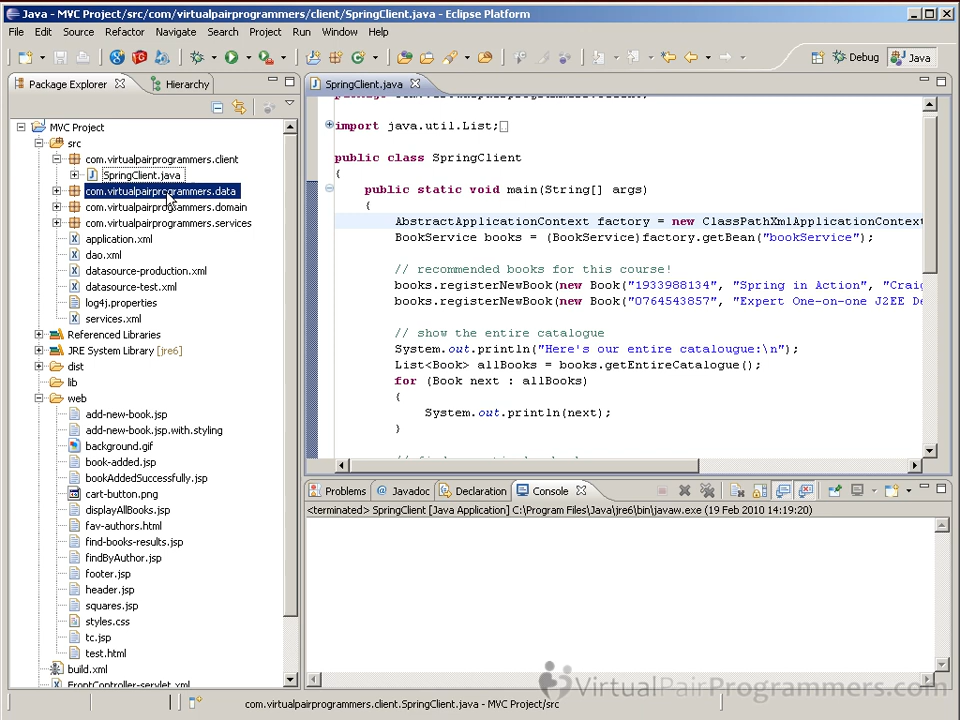 Java - MVC Project/src/com/virtualpairprogrammers/client/SpringClient.java - Eclipse Platform
File Edit Source Refactor Navigate Search Project Run Window Help
Debug Java
Package Explorer Hierarchy
SpringClient.java
MVC Project
src
com.virtualpairprogrammers.client
SpringClient.java
com.virtualpairprogrammers.data
com.virtualpairprogrammers.domain
com.virtualpairprogrammers.services
application.xml
dao.xml
datasource-production.xml
datasource-test.xml
log4j.properties
services.xml
Referenced Libraries
JRE System Library [jre6]
dist
lib
web
add-new-book.jsp
add-new-book.jsp.with.styling
background.gif
book-added.jsp
bookAddedSuccessfully.jsp
cart-button.png
displayAllBooks.jsp
fav-authors.html
find-books-results.jsp
findByAuthor.jsp
footer.jsp
header.jsp
squares.jsp
styles.css
tc.jsp
test.html
build.xml
FrontController-servlet.xml
import java.util.List;
public class SpringClient
{
public static void main(String[] args)
{
AbstractApplicationContext factory = new ClassPathXmlApplicationContext
BookService books = (BookService)factory.getBean("bookService");
// recommended books for this course!
books.registerNewBook(new Book("1933988134", "Spring in Action", "Craig
books.registerNewBook(new Book("0764543857", "Expert One-on-one J2EE De
// show the entire catalogue
System.out.println("Here's our entire catalougue:\n");
List<Book> allBooks = books.getEntireCatalogue();
for (Book next : allBooks)
{
System.out.println(next);
}
Problems Javadoc Declaration Console
<terminated> SpringClient [Java Application] C:\Program Files\Java\jre6\bin\javaw.exe (19 Feb 2010 14:19:20)
VirtualPairProgrammers.com
com.virtualpairprogrammers.client.SpringClient.java - MVC Project/src